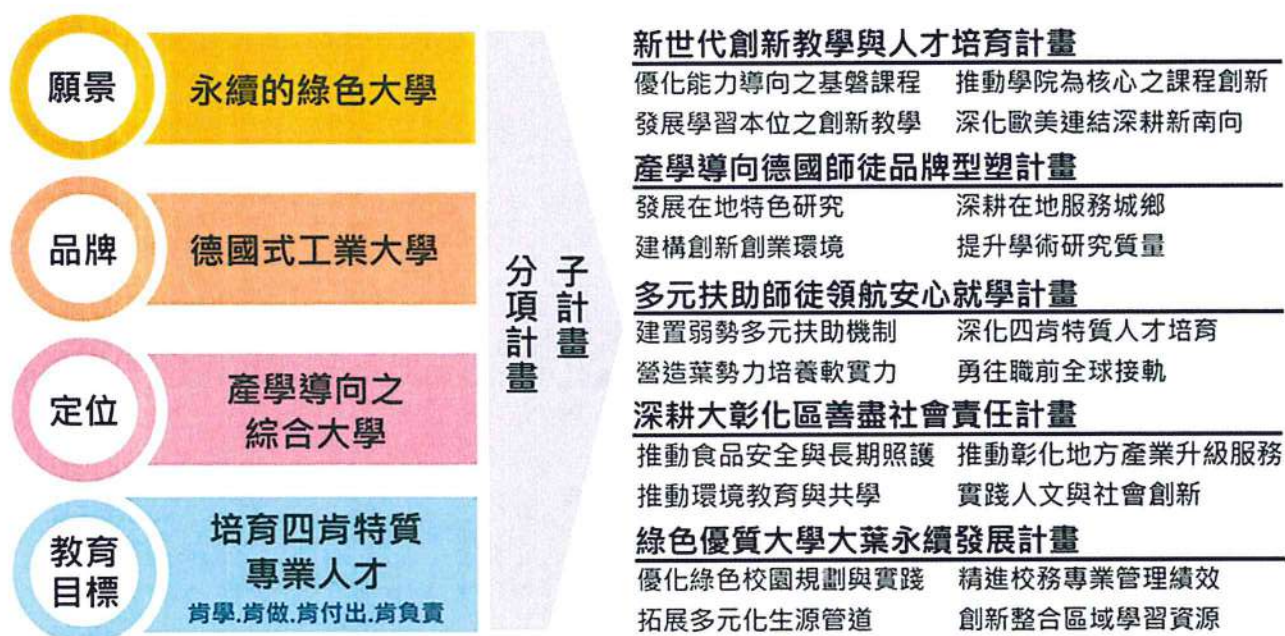 願景
永續的綠色大學
品牌
德國式工業大學
定位
產學導向之
綜合大學
教育
目標
培育四肯特質
專業人才
肯學.肯做.肯付出.肯負責
分項計畫
子計畫
新世代創新教學與人才培育計畫
優化能力導向之基磐課程 推動學院為核心之課程創新
發展學習本位之創新教學 深化歐美連結深耕新南向
產學導向德國師徒品牌型塑計畫
發展在地特色研究 深耕在地服務城鄉
建構創新創業環境 提升學術研究質量
多元扶助師徒領航安心就學計畫
建置弱勢多元扶助機制 深化四肯特質人才培育
營造葉勢力培養軟實力 勇往職前全球接軌
深耕大彰化區善盡社會責任計畫
推動食品安全與長期照護 推動彰化地方產業升級服務
推動環境教育與共學 實踐人文與社會創新
綠色優質大學大葉永續發展計畫
優化綠色校園規劃與實踐 精進校務專業管理績效
拓展多元化生源管道 創新整合區域學習資源